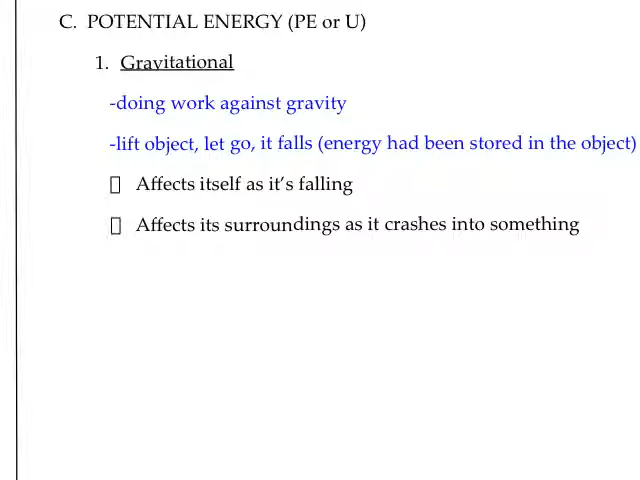 C. POTENTIAL ENERGY (PE or U)
1. Gravitational
-doing work against gravity
-lift object, let go, it falls (energy had been stored in the object)
▯ Affects itself as it’s falling
▯ Affects its surroundings as it crashes into something